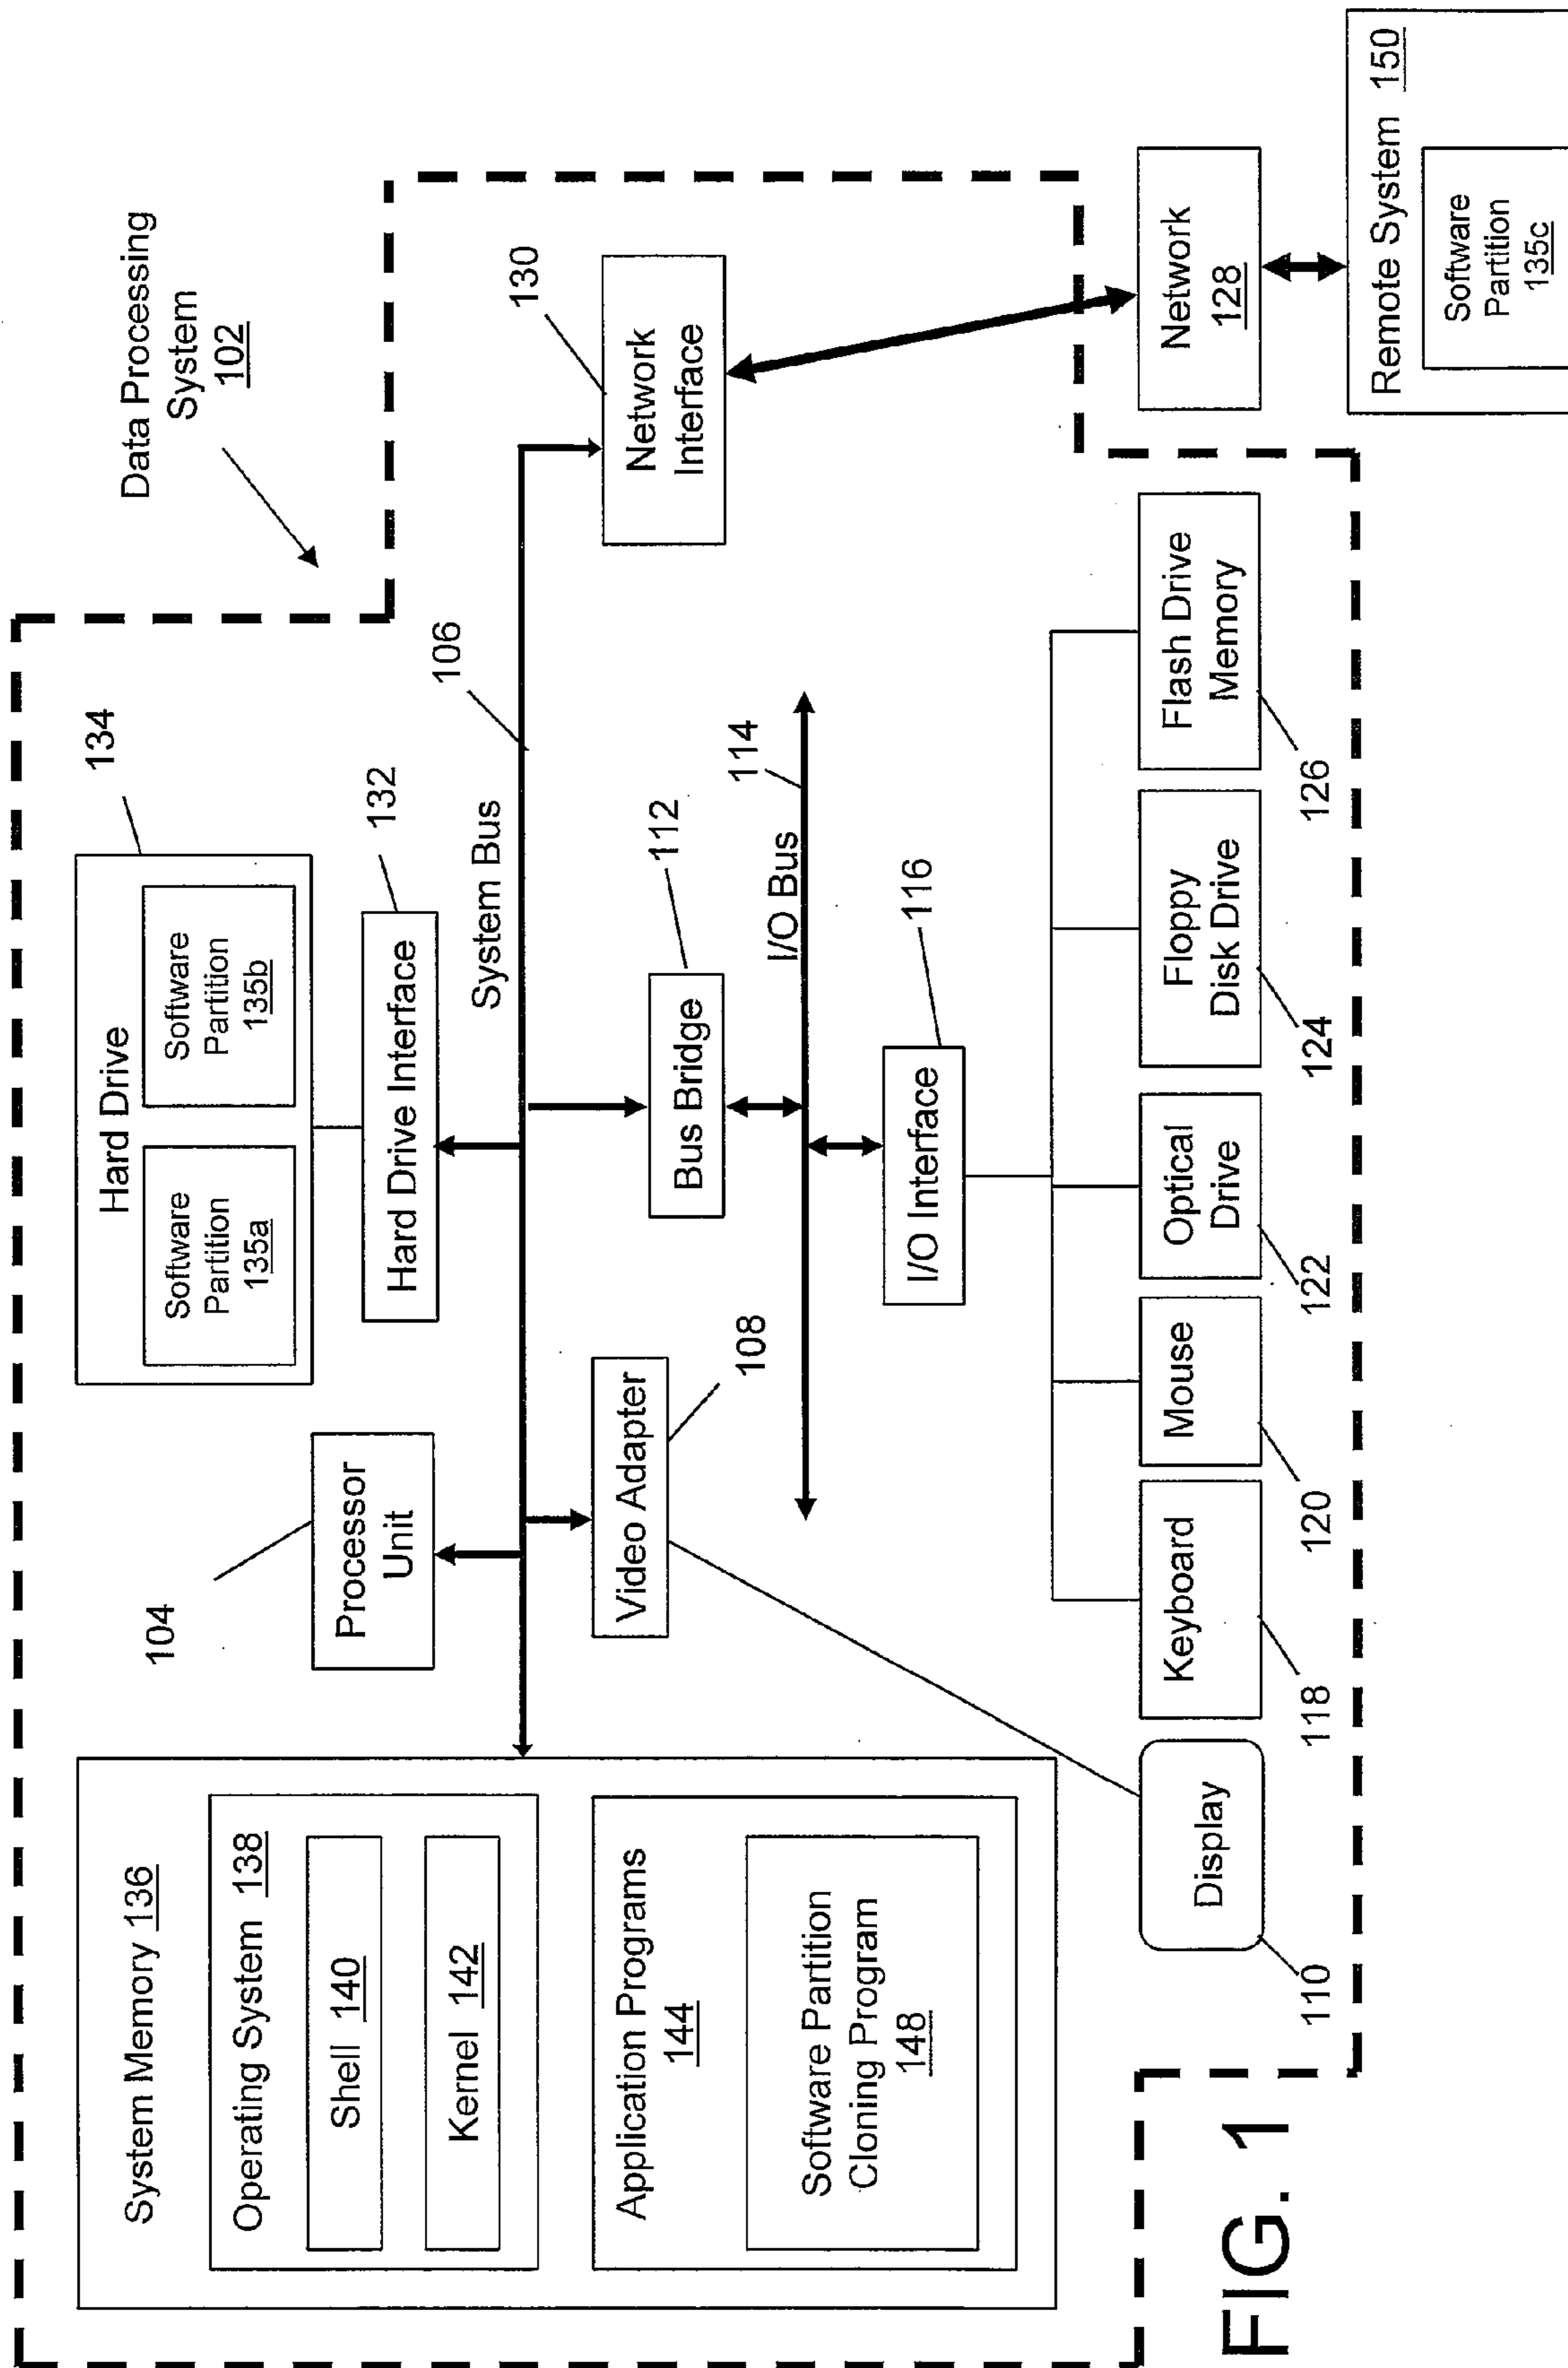 Data Processing
System
102
System Memory 136
Operating System 138
Shell 140
Kernel 142
Application Programs
144
Software Partition
Cloning Program
148
104
Processor
Unit
Hard Drive
134
Software
Partition
135a
Software
Partition
135b
Hard Drive Interface
132
System Bus
106
Video Adapter
108
Bus Bridge
112
I/O Bus
114
I/O Interface
116
Network
Interface
130
Display
110
Keyboard
118
Mouse
120
Optical
Drive
122
Floppy
Disk Drive
124
Flash Drive
Memory
126
Network
128
Remote System 150
Software
Partition
135c
FIG. 1